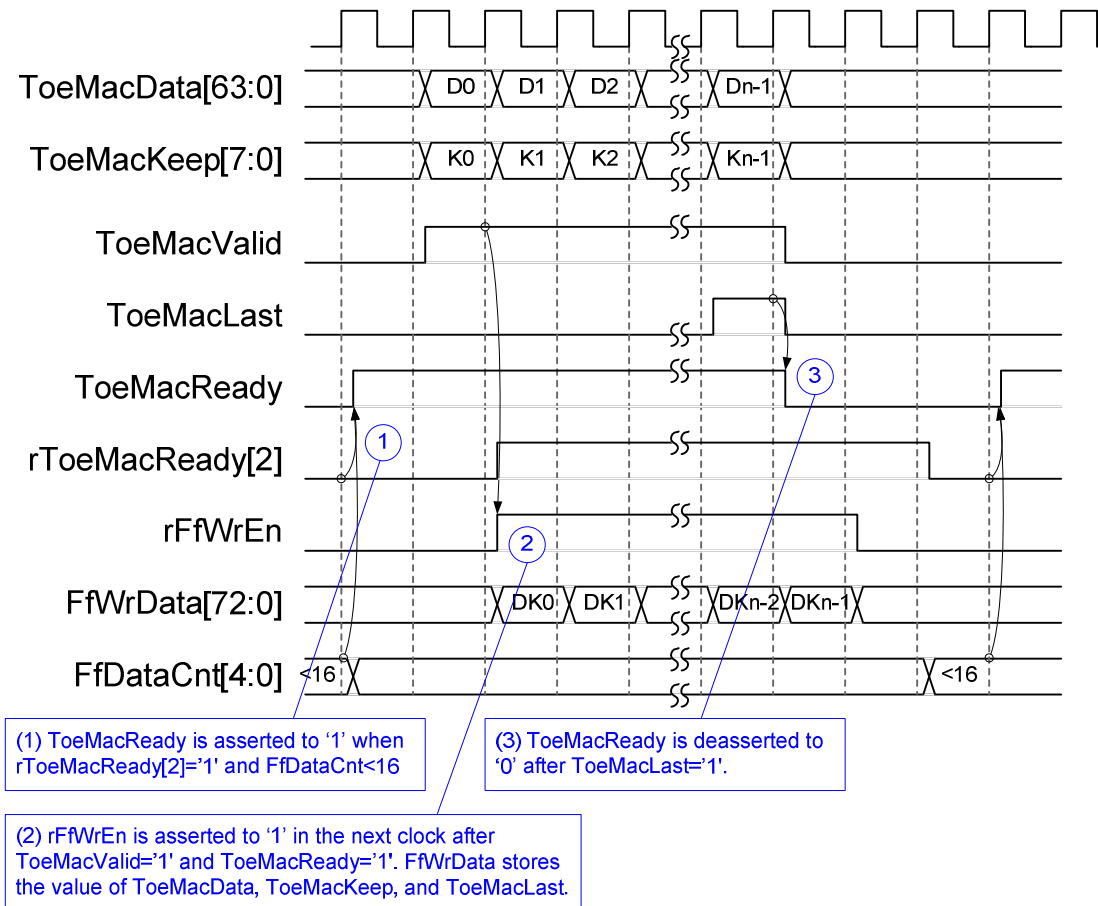 ToeMacData[63:0] D0 D1 D2 Dn-1
ToeMacKeep[7:0] K0 K1 K2 Kn-1
ToeMacValid
ToeMacLast
ToeMacReady
3
1
rToeMacReady[2]
rFfWrEn
2
FfWrData[72:0] DK0 DK1 DKn-2 DKn-1
FfDataCnt[4:0] <16 <16
(1) ToeMacReady is asserted to ‘1’ when
rToeMacReady[2]=’1' and FfDataCnt<16
(3) ToeMacReady is deasserted to
‘0’ after ToeMacLast=’1'.
(2) rFfWrEn is asserted to ‘1’ in the next clock after
ToeMacValid=’1' and ToeMacReady=’1'. FfWrData stores
the value of ToeMacData, ToeMacKeep, and ToeMacLast.